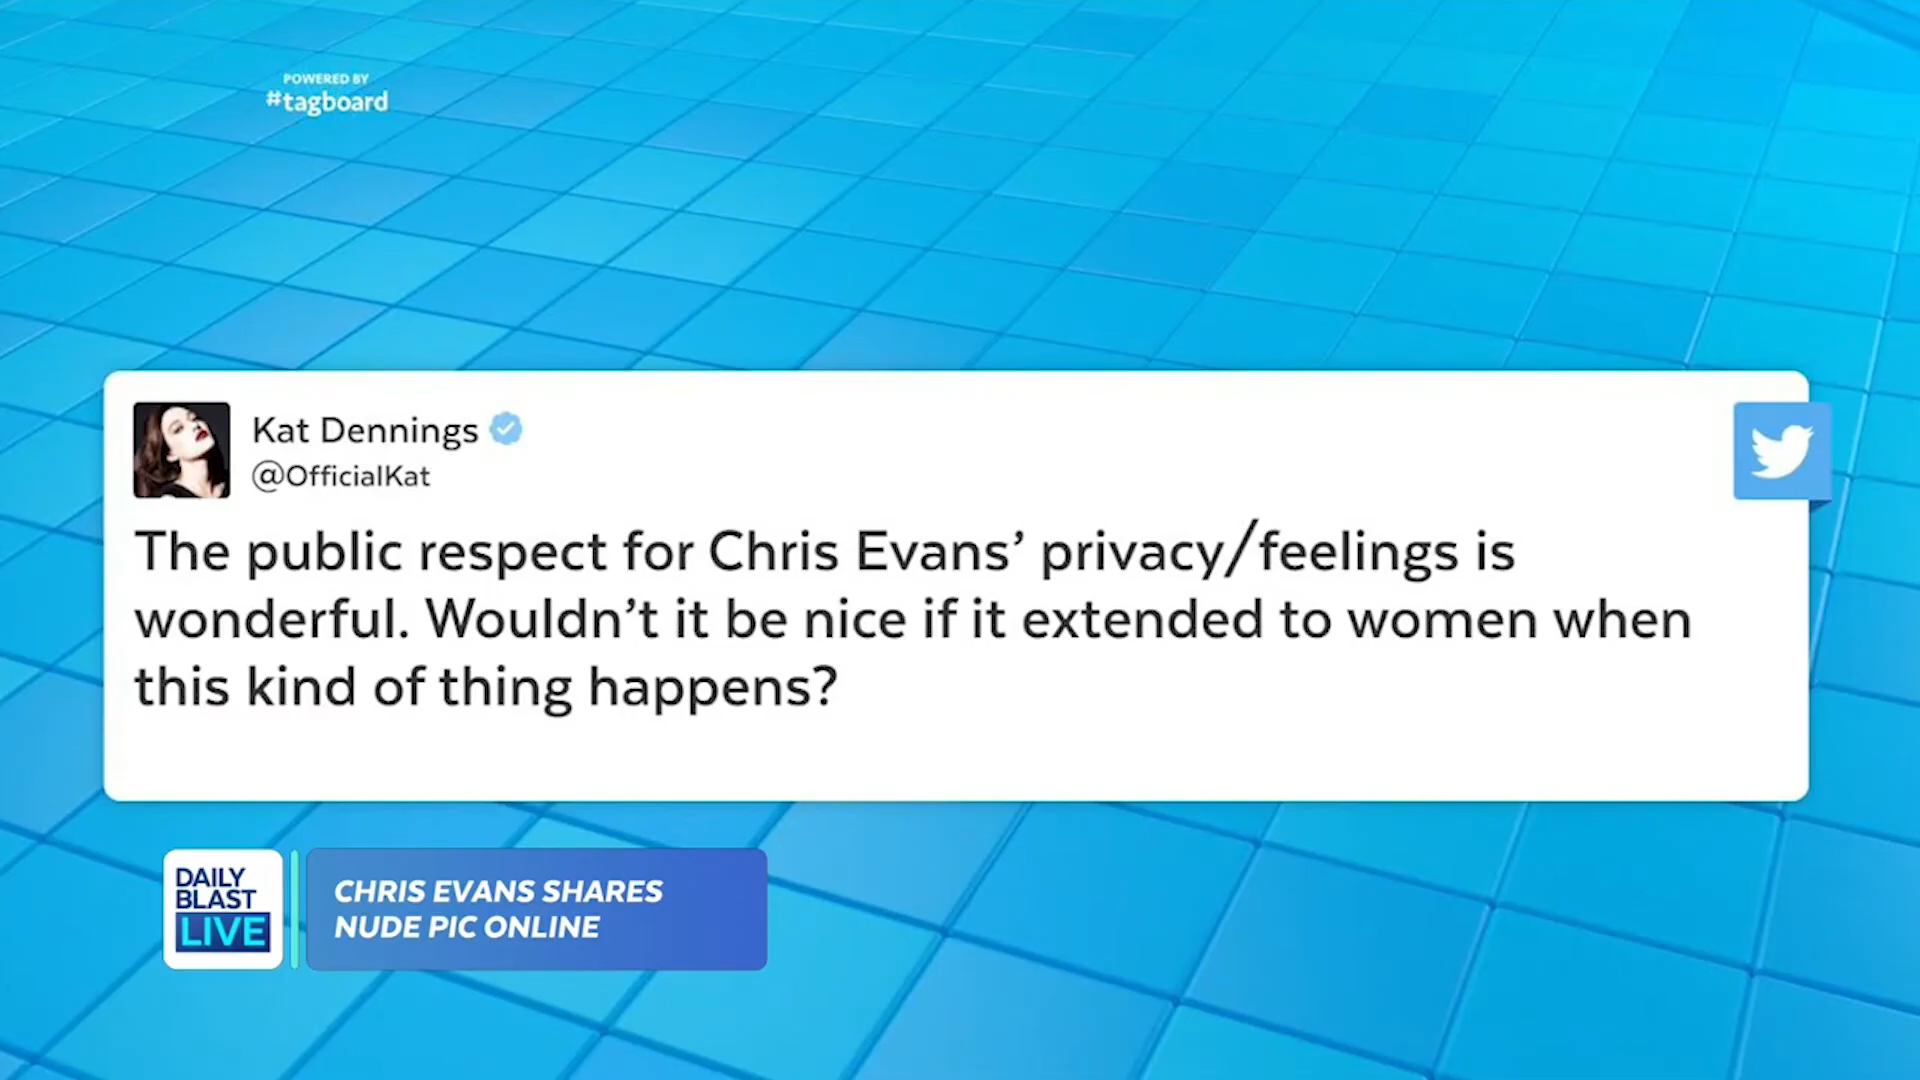 POWERED BY
#tagboard
Kat Dennings
@OfficialKat
The public respect for Chris Evans’ privacy/feelings is
wonderful. Wouldn’t it be nice if it extended to women when
this kind of thing happens?
DAILY
BLAST
LIVE
CHRIS EVANS SHARES
NUDE PIC ONLINE